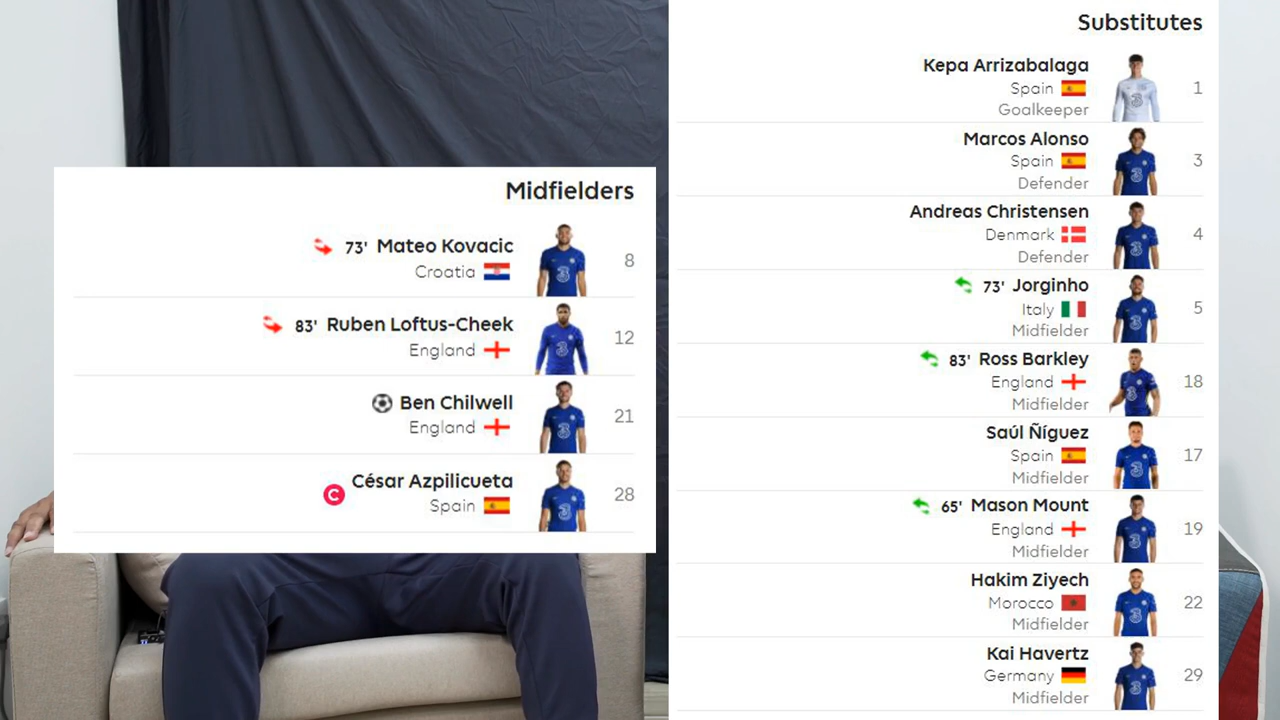 Midfielders
73' Mateo Kovacic
Croatia
8
83' Ruben Loftus-Cheek
England
12
Ben Chilwell
England
21
C César Azpilicueta
Spain
28
Substitutes
Kepa Arrizabalaga
Spain
Goalkeeper
1
Marcos Alonso
Spain
Defender
3
Andreas Christensen
Denmark
Defender
4
73' Jorginho
Italy
Midfielder
5
83' Ross Barkley
England
Midfielder
18
Saúl Ñíguez
Spain
Midfielder
17
65' Mason Mount
England
Midfielder
19
Hakim Ziyech
Morocco
Midfielder
22
Kai Havertz
Germany
Midfielder
29